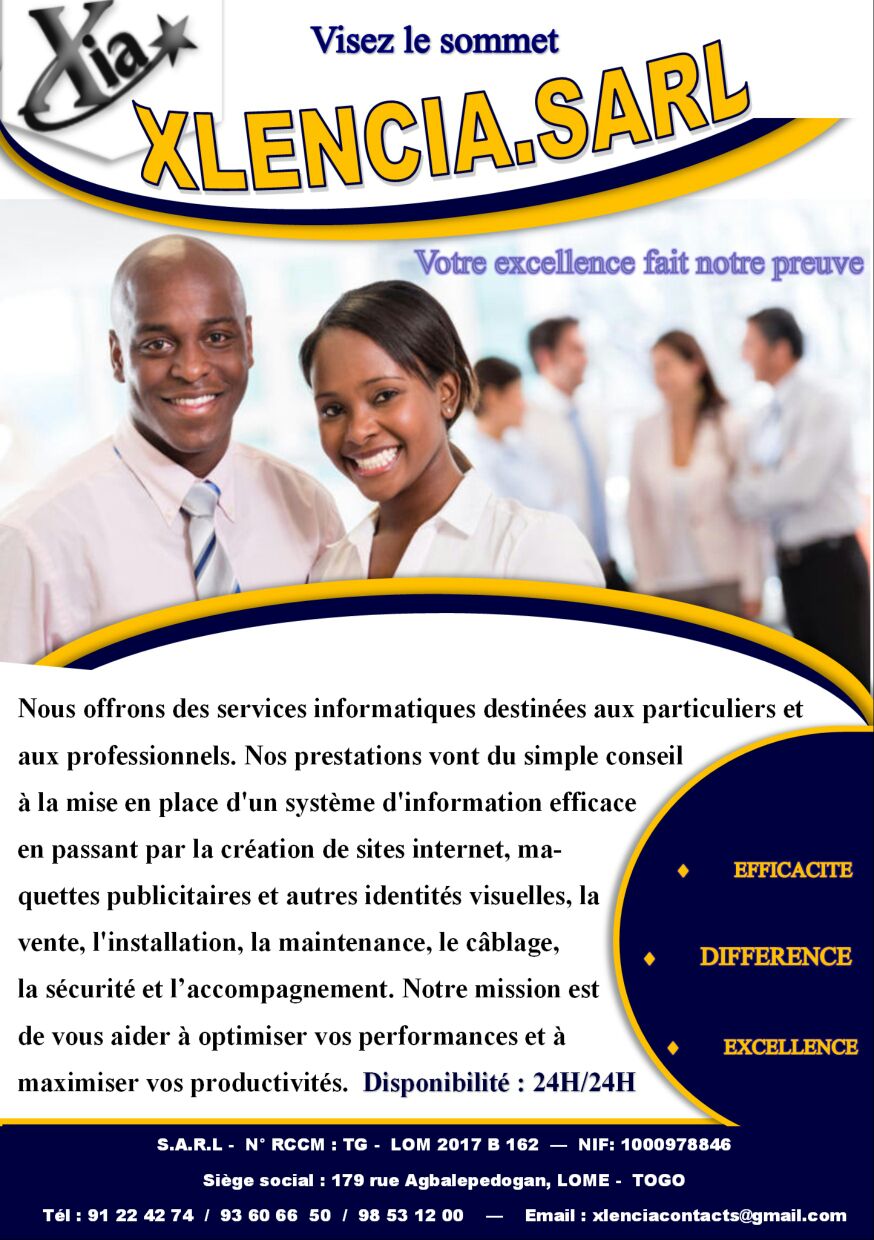 Xia
Visez le sommet
XLENCIA.SARL
Votre excellence fait notre preuve
Nous offrons des services informatiques destinées aux particuliers et
aux professionnels. Nos prestations vont du simple conseil
à la mise en place d'un système d'information efficace
en passant par la création de sites internet, ma-
quettes publicitaires et autres identités visuelles, la
vente, l'installation, la maintenance, le câblage,
la sécurité et l’accompagnement. Notre mission est
de vous aider à optimiser vos performances et à
maximiser vos productivités. Disponibilité : 24H/24H
♦ EFFICACITE
♦ DIFFERENCE
♦ EXCELLENCE
S.A.R.L - N° RCCM : TG - LOM 2017 B 162 — NIF: 1000978846
Siège social : 179 rue Agbalepedogan, LOME - TOGO
Tél : 91 22 42 74 / 93 60 66 50 / 98 53 12 00 — Email : xlenciacontacts@gmail.com